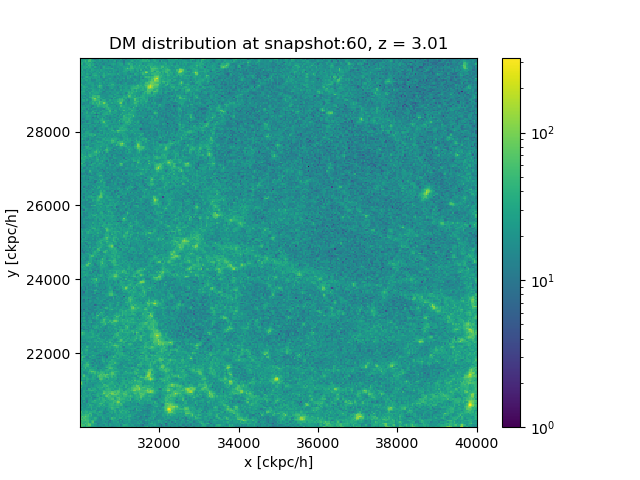 DM distribution at snapshot:60, z = 3.01
28000
26000
24000
22000
y [ckpc/h]
32000 34000 36000 38000 40000
x [ckpc/h]
10²
10¹
10⁰